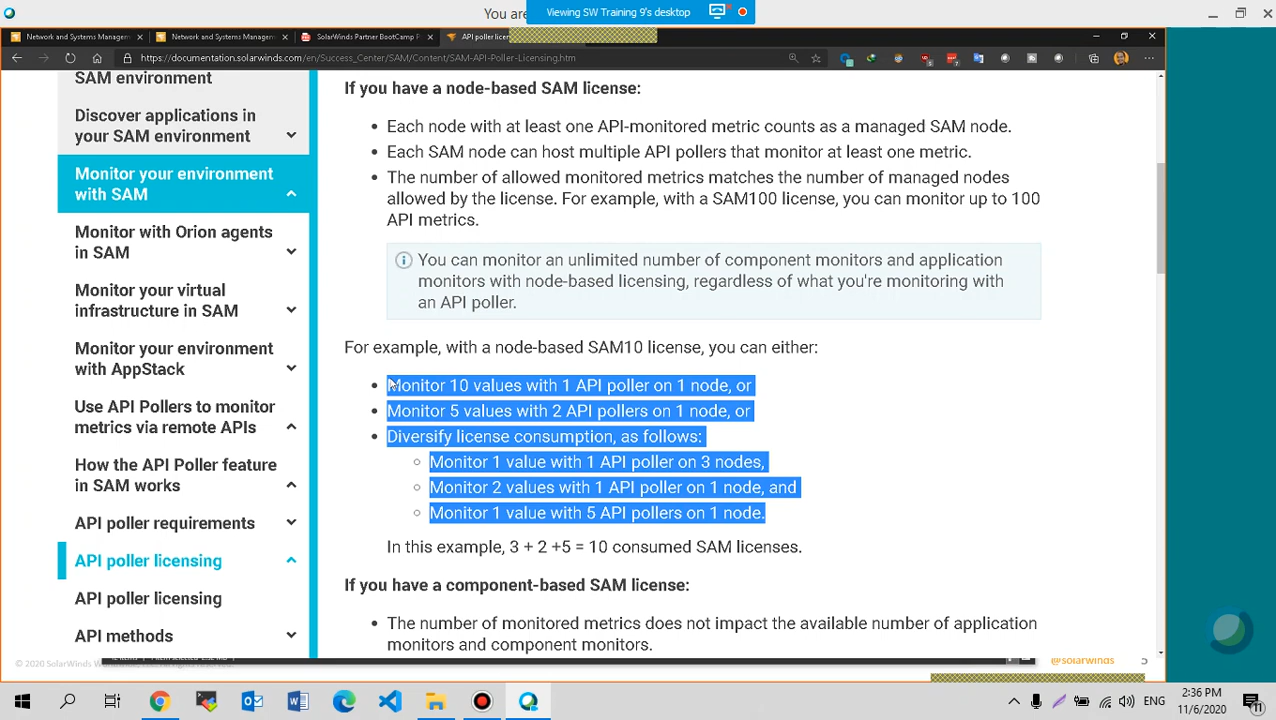 You are
Viewing SW Training 9's desktop
Network and Systems Managem
Network and Systems Managem
SolarWinds Partner BootCamp P
API poller licen
https://documentation.solarwinds.com/en/Success_Center/SAM/Content/SAM-API-Poller-Licensing.htm
SAM environment
Discover applications in
your SAM environment
Monitor your environment
with SAM
Monitor with Orion agents
in SAM
Monitor your virtual
infrastructure in SAM
Monitor your environment
with AppStack
Use API Pollers to monitor
metrics via remote APIs
How the API Poller feature
in SAM works
API poller requirements
API poller licensing
API poller licensing
API methods
If you have a node-based SAM license:
• Each node with at least one API-monitored metric counts as a managed SAM node.
• Each SAM node can host multiple API pollers that monitor at least one metric.
• The number of allowed monitored metrics matches the number of managed nodes
allowed by the license. For example, with a SAM100 license, you can monitor up to 100
API metrics.
You can monitor an unlimited number of component monitors and application
monitors with node-based licensing, regardless of what you're monitoring with
an API poller.
For example, with a node-based SAM10 license, you can either:
• Monitor 10 values with 1 API poller on 1 node, or
• Monitor 5 values with 2 API pollers on 1 node, or
• Diversify license consumption, as follows:
○ Monitor 1 value with 1 API poller on 3 nodes,
○ Monitor 2 values with 1 API poller on 1 node, and
○ Monitor 1 value with 5 API pollers on 1 node.
In this example, 3 + 2 +5 = 10 consumed SAM licenses.
If you have a component-based SAM license:
• The number of monitored metrics does not impact the available number of application
monitors and component monitors.
© 2020 SolarWinds
@solarwinds
ENG
2:36 PM
11/6/2020